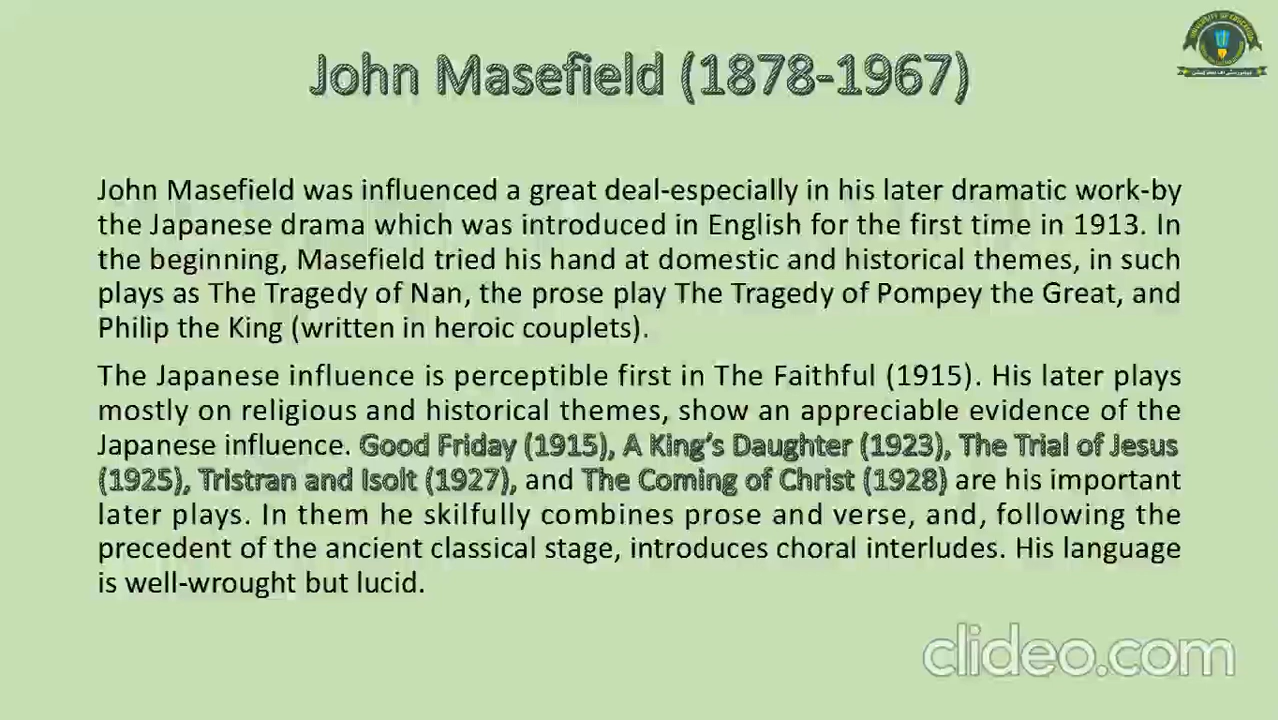 UNIVERSITY OF EDUCATION
John Masefield (1878-1967)
John Masefield was influenced a great deal-especially in his later dramatic work-by
the Japanese drama which was introduced in English for the first time in 1913. In
the beginning, Masefield tried his hand at domestic and historical themes, in such
plays as The Tragedy of Nan, the prose play The Tragedy of Pompey the Great, and
Philip the King (written in heroic couplets).
The Japanese influence is perceptible first in The Faithful (1915). His later plays
mostly on religious and historical themes, show an appreciable evidence of the
Japanese influence. Good Friday (1915), A King’s Daughter (1923), The Trial of Jesus
(1925), Tristran and Isolt (1927), and The Coming of Christ (1928) are his important
later plays. In them he skilfully combines prose and verse, and, following the
precedent of the ancient classical stage, introduces choral interludes. His language
is well-wrought but lucid.
clideo.com